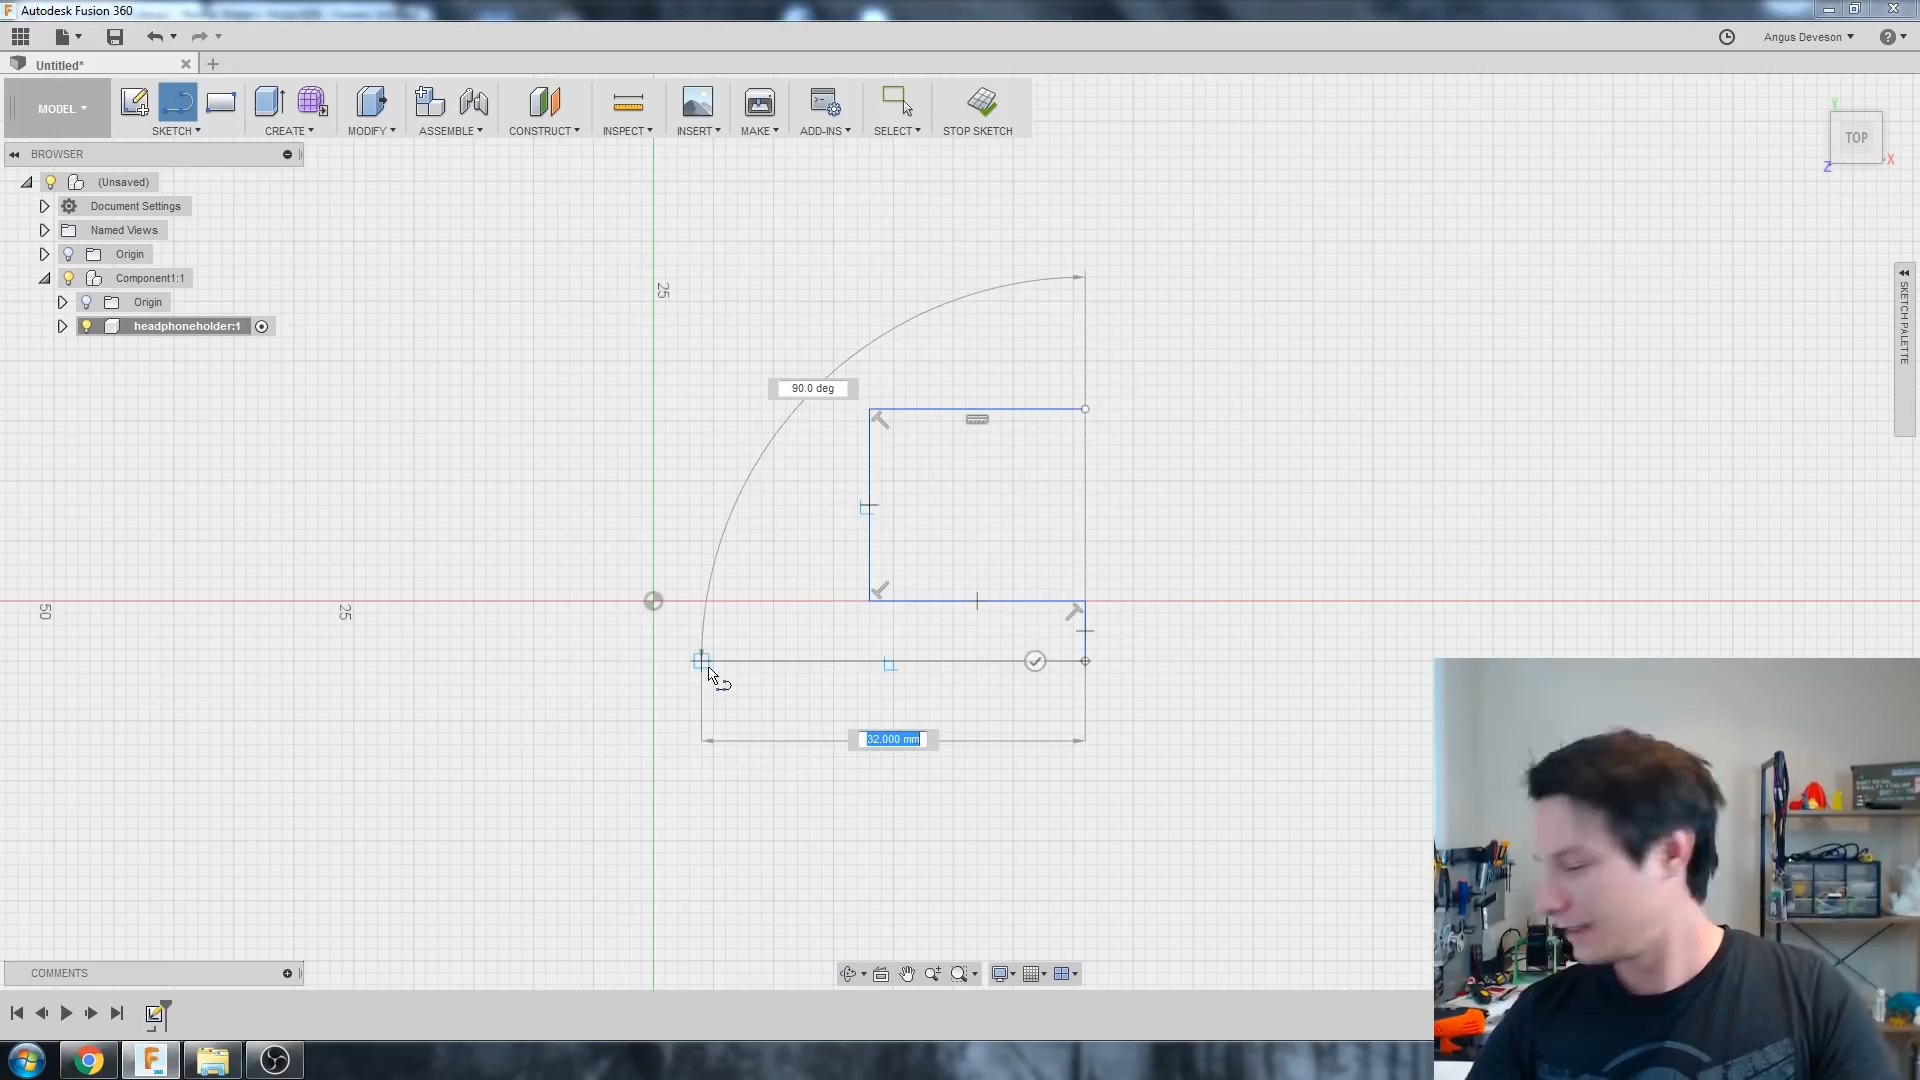 Autodesk Fusion 360
Angus Deveson
Untitled*
MODEL
SKETCH
CREATE
MODIFY
ASSEMBLE
CONSTRUCT
INSPECT
INSERT
MAKE
ADD-INS
SELECT
STOP SKETCH
BROWSER
(Unsaved)
Document Settings
Named Views
Origin
Component1:1
Origin
headphoneholder:1
TOP
Y
X
Z
SKETCH PALETTE
25
90.0 deg
50
25
32.000 mm
COMMENTS